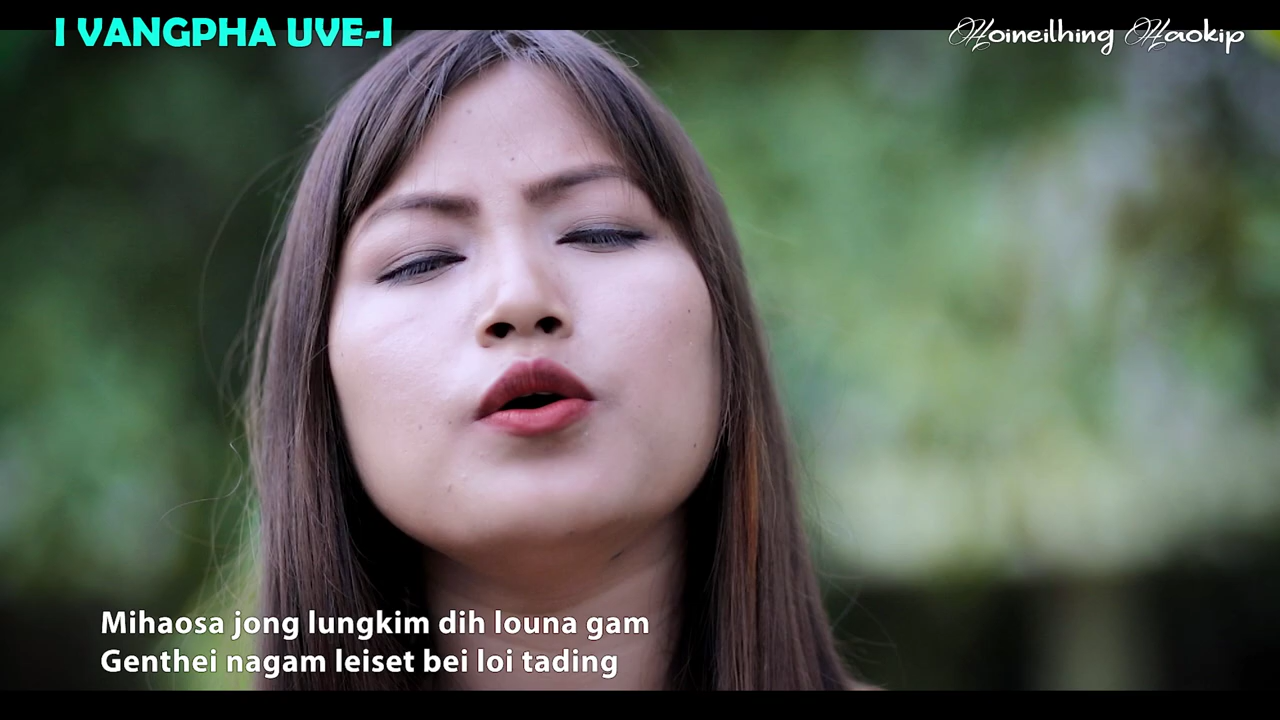 I VANGPHA UVE-I
Hoineilhing Haokip
Mihaosa jong lungkim dih louna gam
Genthei nagam leiset bei loi tading